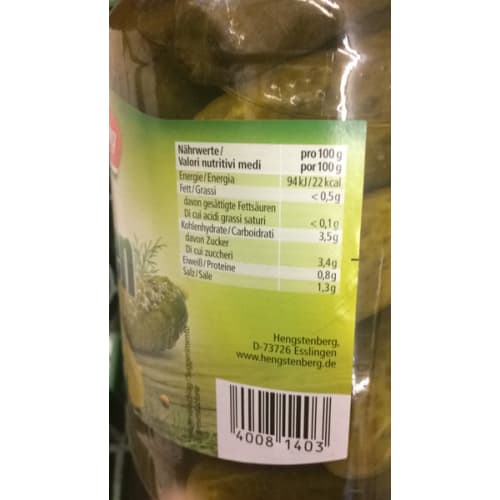 Nährwerte/ pro 100 g
Valori nutritivi medi por 100 g
Energie/Energia 94 kJ/22 kcal
Fett/Grassi < 0,5 g
davon gesättigte Fettsäuren
Di cui acidi grassi saturi < 0,1 g
Kohlenhydrate/Carboidrati 3,5 g
davon Zucker
Di cui zuccheri 3,4 g
Eiweiß/Proteine 0,8 g
Salz/Sale 1,3 g
Hengstenberg,
D-73726 Esslingen
www.hengstenberg.de
4008 1403